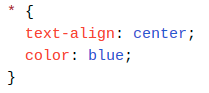 * {
  text-align: center;
  color: blue;
}